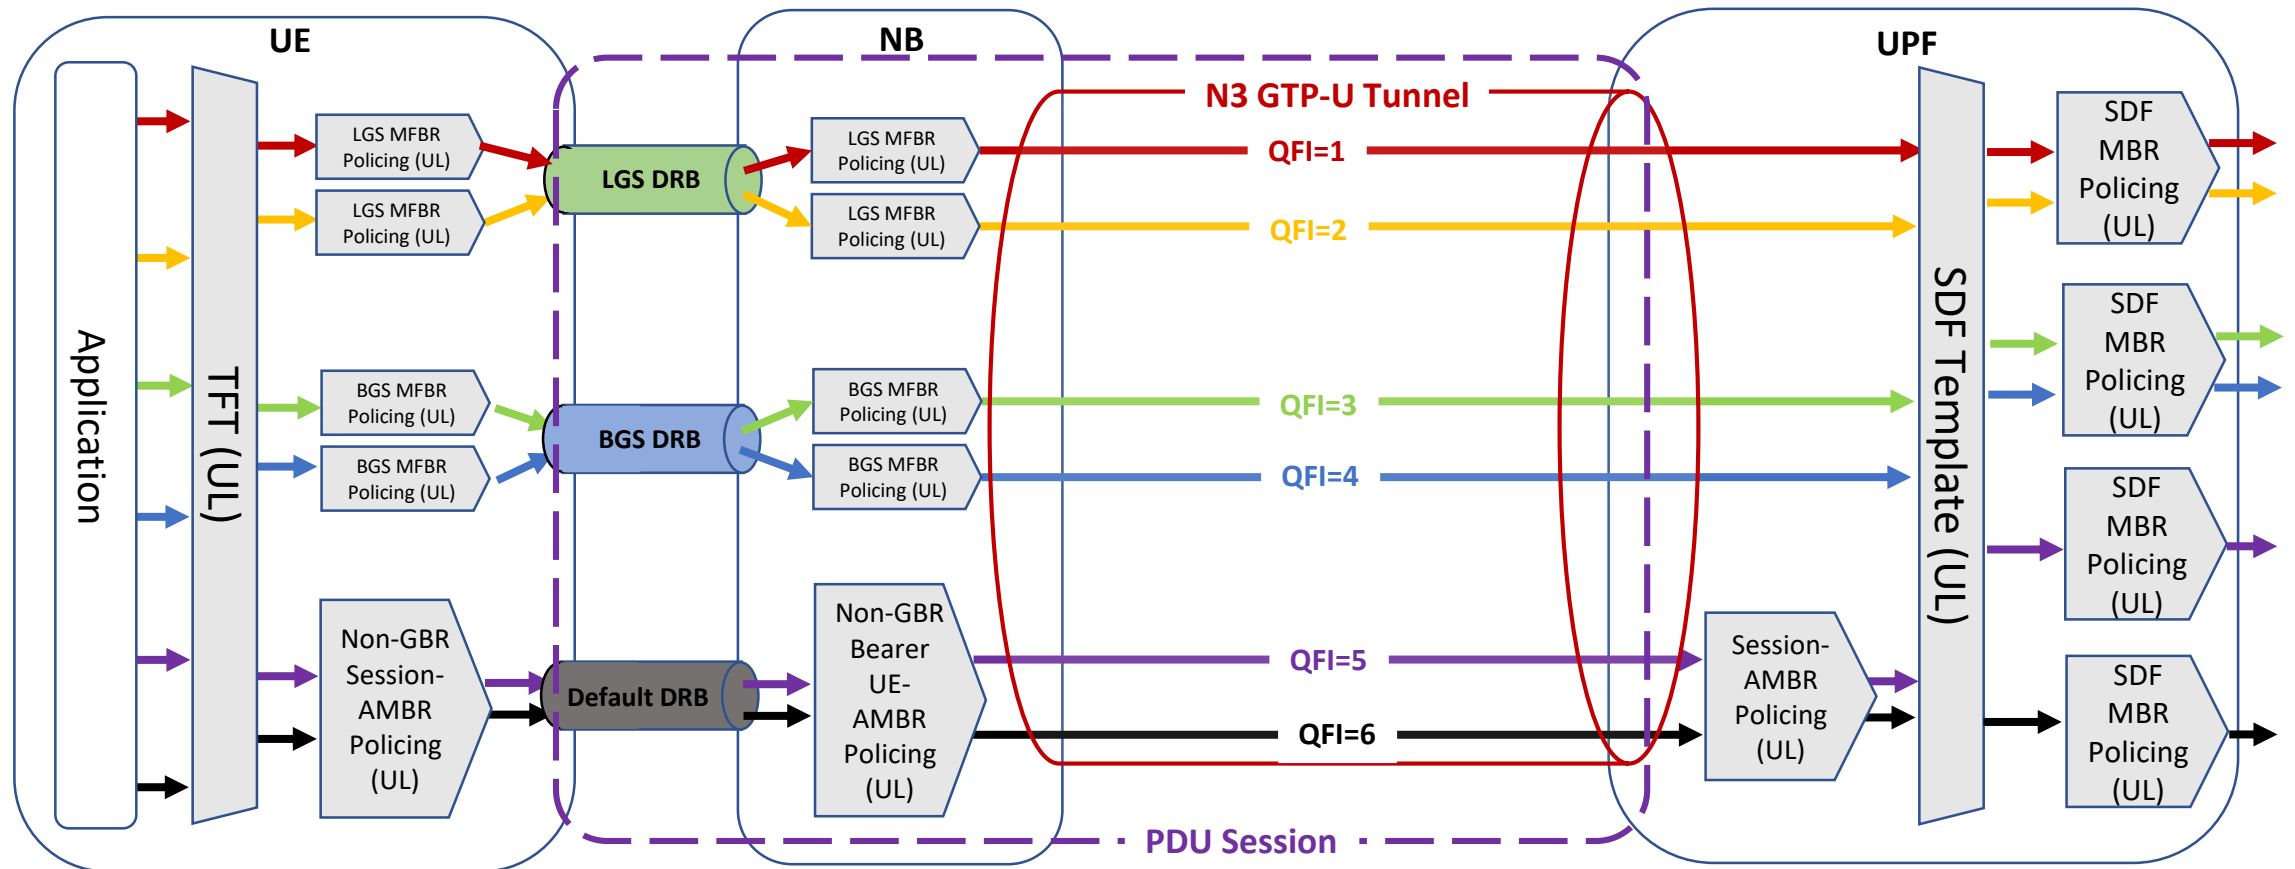 UE
NB
UPF
Application
TFT (UL)
LGS MFBR
Policing (UL)
LGS MFBR
Policing (UL)
BGS MFBR
Policing (UL)
BGS MFBR
Policing (UL)
Non-GBR
Session-
AMBR
Policing
(UL)
LGS DRB
BGS DRB
Default DRB
LGS MFBR
Policing (UL)
LGS MFBR
Policing (UL)
BGS MFBR
Policing (UL)
BGS MFBR
Policing (UL)
Non-GBR
Bearer
UE-
AMBR
Policing
(UL)
N3 GTP-U Tunnel
QFI=1
QFI=2
QFI=3
QFI=4
QFI=5
QFI=6
PDU Session
Session-
AMBR
Policing
(UL)
SDF Template (UL)
SDF
MBR
Policing
(UL)
SDF
MBR
Policing
(UL)
SDF
MBR
Policing
(UL)
SDF
MBR
Policing
(UL)